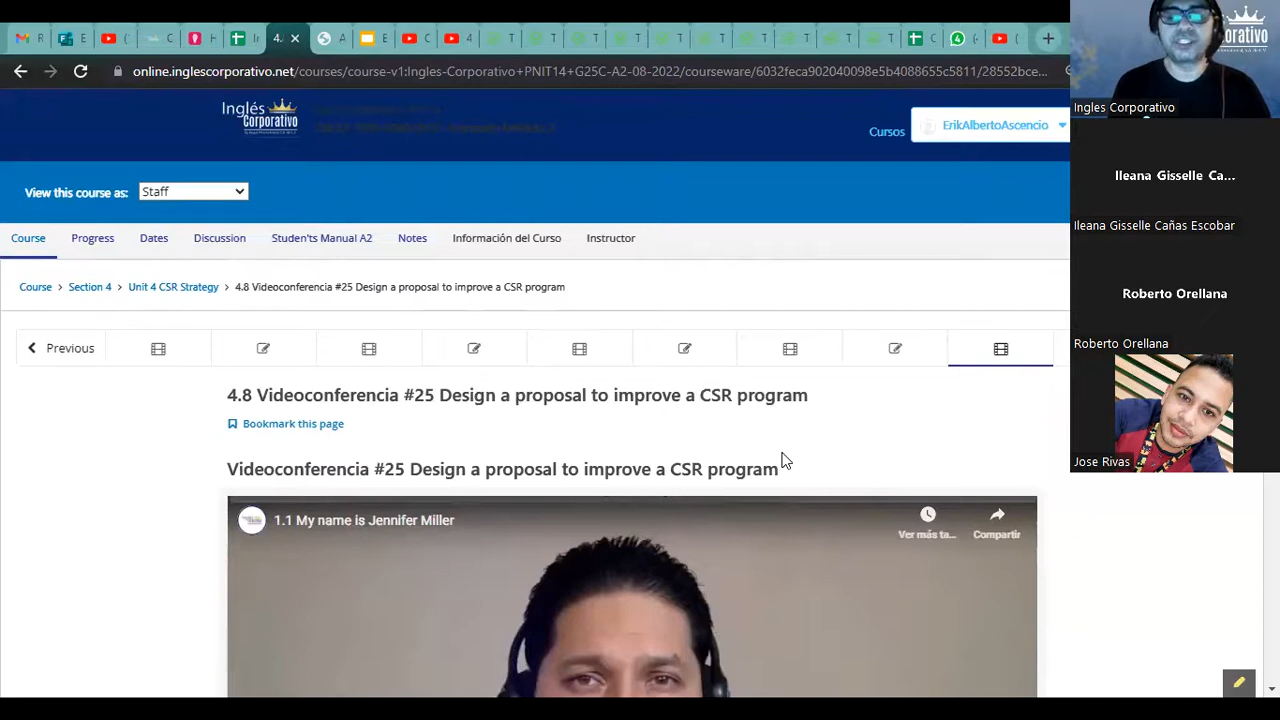 4.
online.inglescorporativo.net/courses/course-v1:Ingles-Corporativo+PNIT14+G25C-A2-08-2022/courseware/6032feca902040098e5b4088655c5811/28552bce...
Inglés
Corporativo
Cursos
ErikAlbertoAscencio
View this course as:
Staff
Course
Progress
Dates
Discussion
Studen'ts Manual A2
Notes
Información del Curso
Instructor
Course > Section 4 > Unit 4 CSR Strategy > 4.8 Videoconferencia #25 Design a proposal to improve a CSR program
Previous
4.8 Videoconferencia #25 Design a proposal to improve a CSR program
Bookmark this page
Videoconferencia #25 Design a proposal to improve a CSR program
1.1 My name is Jennifer Miller
Ver más ta...
Compartir
Ingles Corporativo
Ileana Gisselle Ca...
Ileana Gisselle Cañas Escobar
Roberto Orellana
Roberto Orellana
Jose Rivas